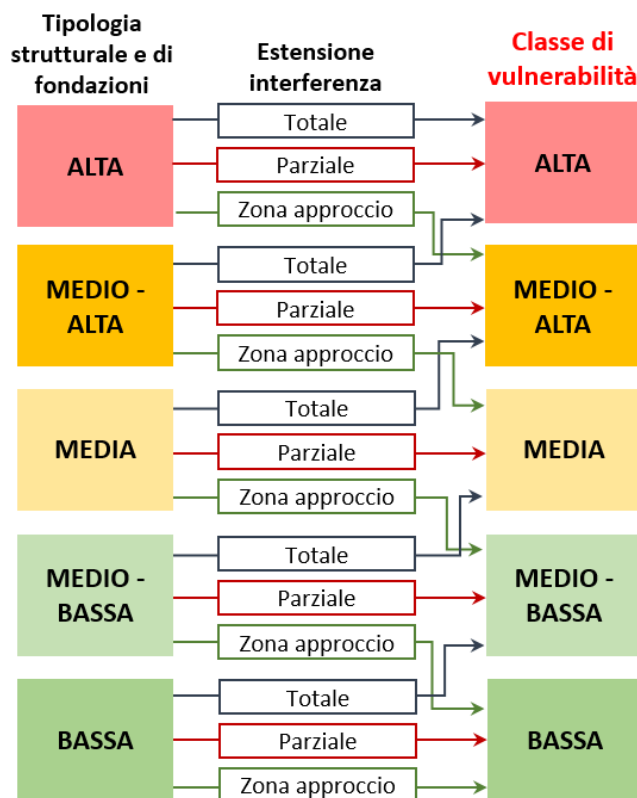 Tipologia
strutturale e di
fondazioni
Estensione
interferenza
Classe di
vulnerabilità
ALTA
Totale
Parziale
Zona approccio
ALTA
MEDIO -
ALTA
Totale
Parziale
Zona approccio
MEDIO -
ALTA
MEDIA
Totale
Parziale
Zona approccio
MEDIA
MEDIO -
BASSA
Totale
Parziale
Zona approccio
MEDIO -
BASSA
BASSA
Totale
Parziale
Zona approccio
BASSA